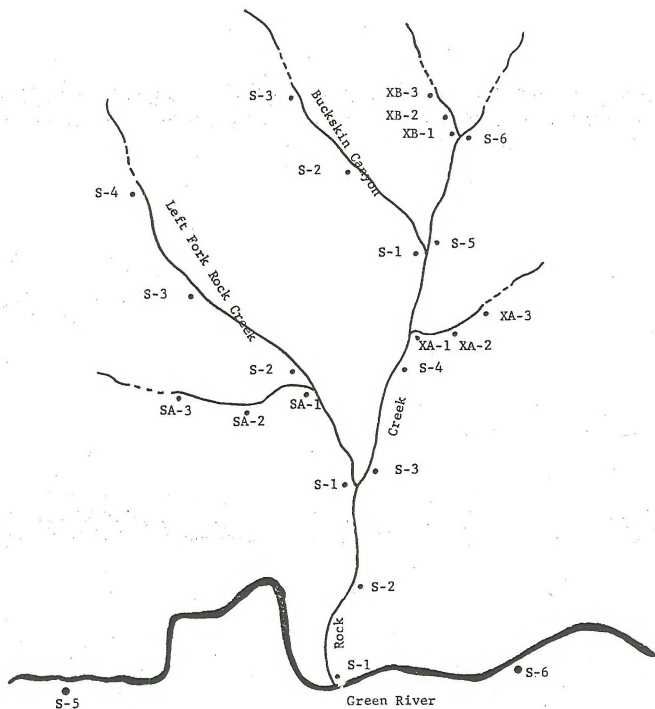 XB-3
S-3
Buckskin Canyon
XB-2
XB-1
S-6
S-2
S-4
Left Fork Rock Creek
S-1
S-5
S-3
XA-3
XA-1
XA-2
S-2
S-4
SA-3
SA-2
SA-1
Creek
S-3
S-1
S-2
Rock
S-1
S-6
S-5
Green River